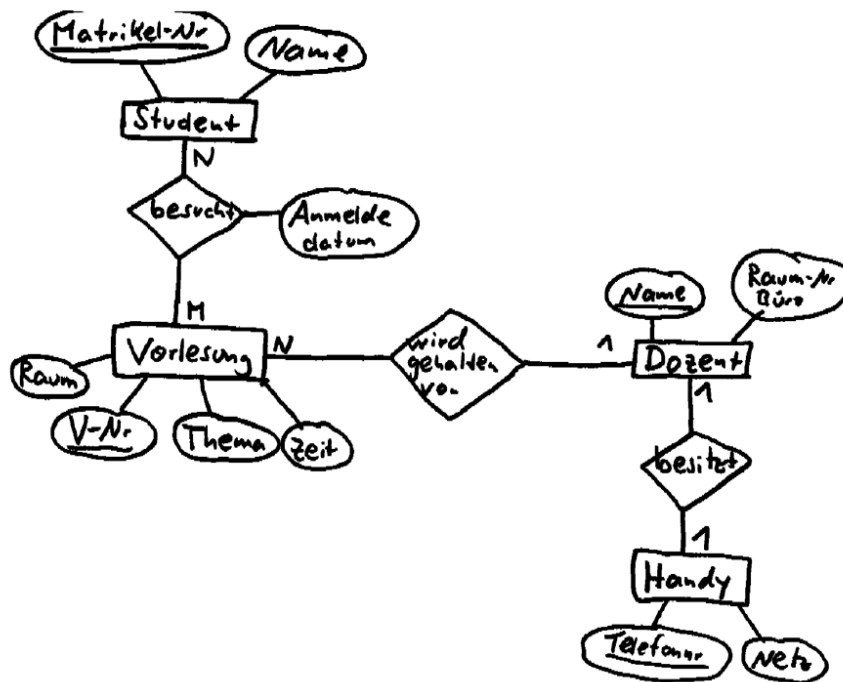 Matrikel-Nr
Name
Student
N
besucht
Anmelde
datum
M
Vorlesung
N
wird
gehalten
von
1
Name
Raum-Nr
Büro
Dozent
1
Raum
V-Nr
Thema
Zeit
besitzt
1
Handy
Telefonnr
Netz